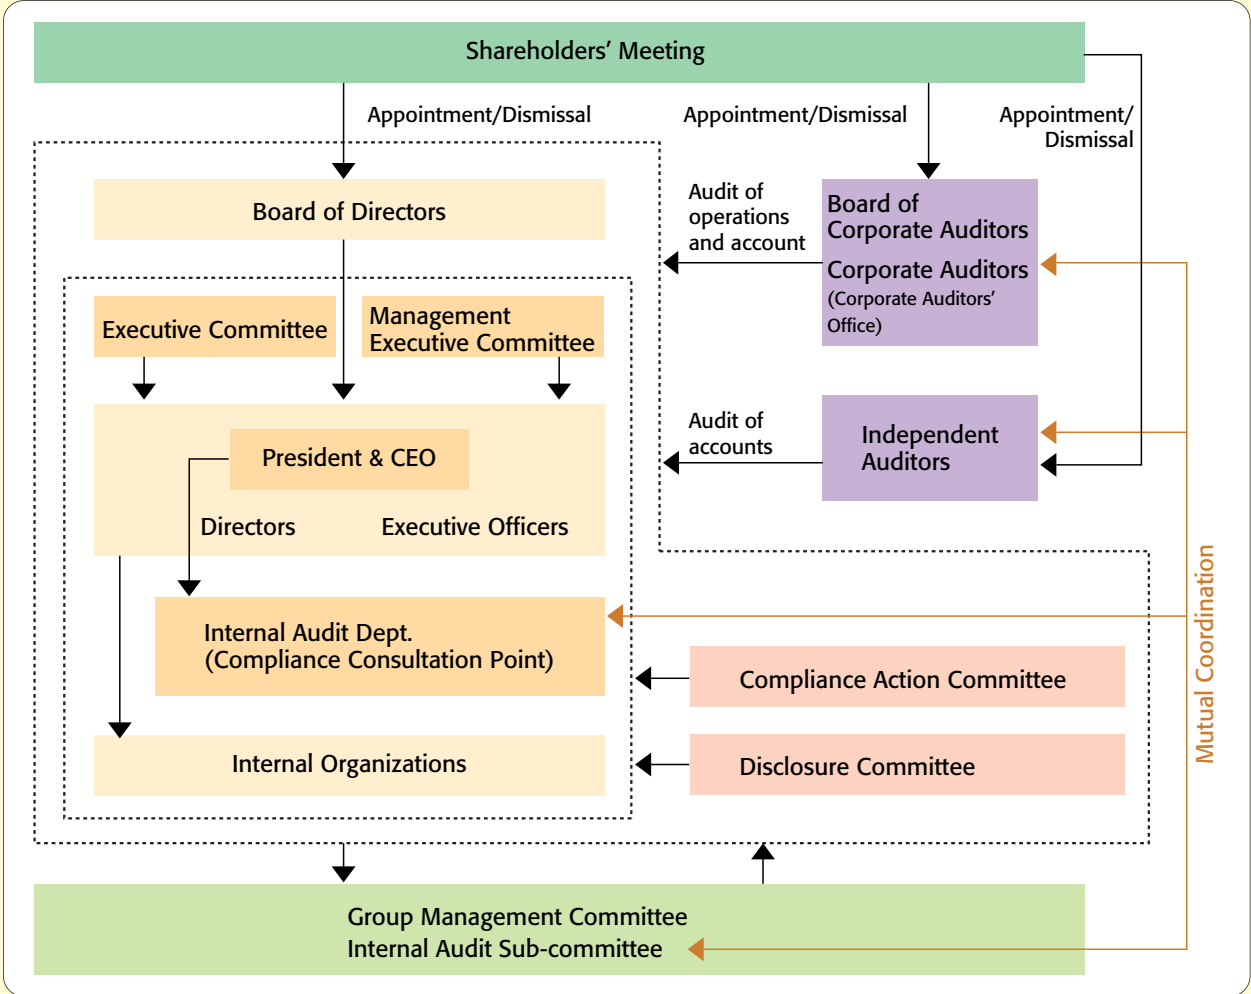 Shareholders’ Meeting
Appointment/Dismissal
Appointment/Dismissal
Appointment/
Dismissal
Board of Directors
Audit of
operations
and account
Board of
Corporate Auditors
Corporate Auditors
(Corporate Auditors’
Office)
Executive Committee
Management
Executive Committee
President & CEO
Directors
Executive Officers
Audit of
accounts
Independent
Auditors
Internal Audit Dept.
(Compliance Consultation Point)
Compliance Action Committee
Internal Organizations
Disclosure Committee
Mutual Coordination
Group Management Committee
Internal Audit Sub-committee